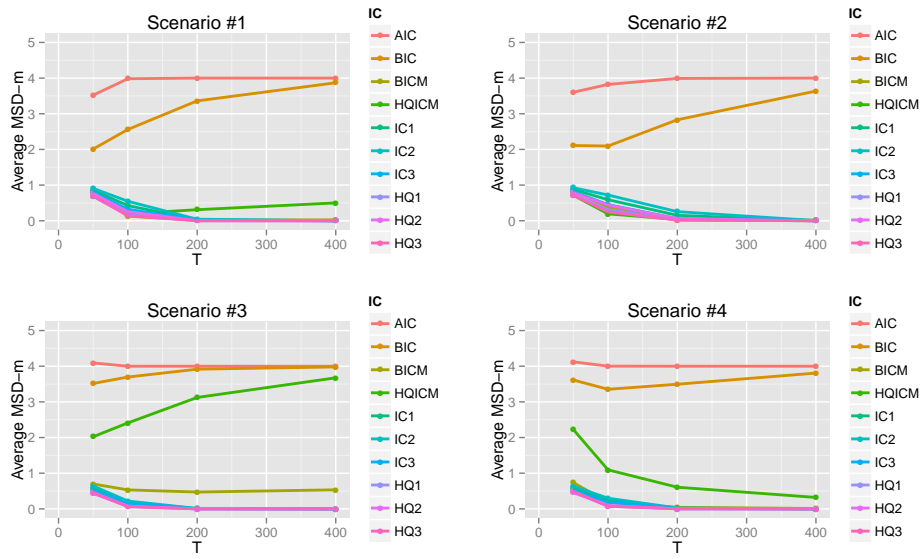 Scenario #1
Average MSD−m
5
4
3
2
1
0
0 100 200 300 400
T
IC
AIC
BIC
BICM
HQICM
IC1
IC2
IC3
HQ1
HQ2
HQ3
Scenario #2
Average MSD−m
5
4
3
2
1
0
0 100 200 300 400
T
IC
AIC
BIC
BICM
HQICM
IC1
IC2
IC3
HQ1
HQ2
HQ3
Scenario #3
Average MSD−m
5
4
3
2
1
0
0 100 200 300 400
T
IC
AIC
BIC
BICM
HQICM
IC1
IC2
IC3
HQ1
HQ2
HQ3
Scenario #4
Average MSD−m
5
4
3
2
1
0
0 100 200 300 400
T
IC
AIC
BIC
BICM
HQICM
IC1
IC2
IC3
HQ1
HQ2
HQ3